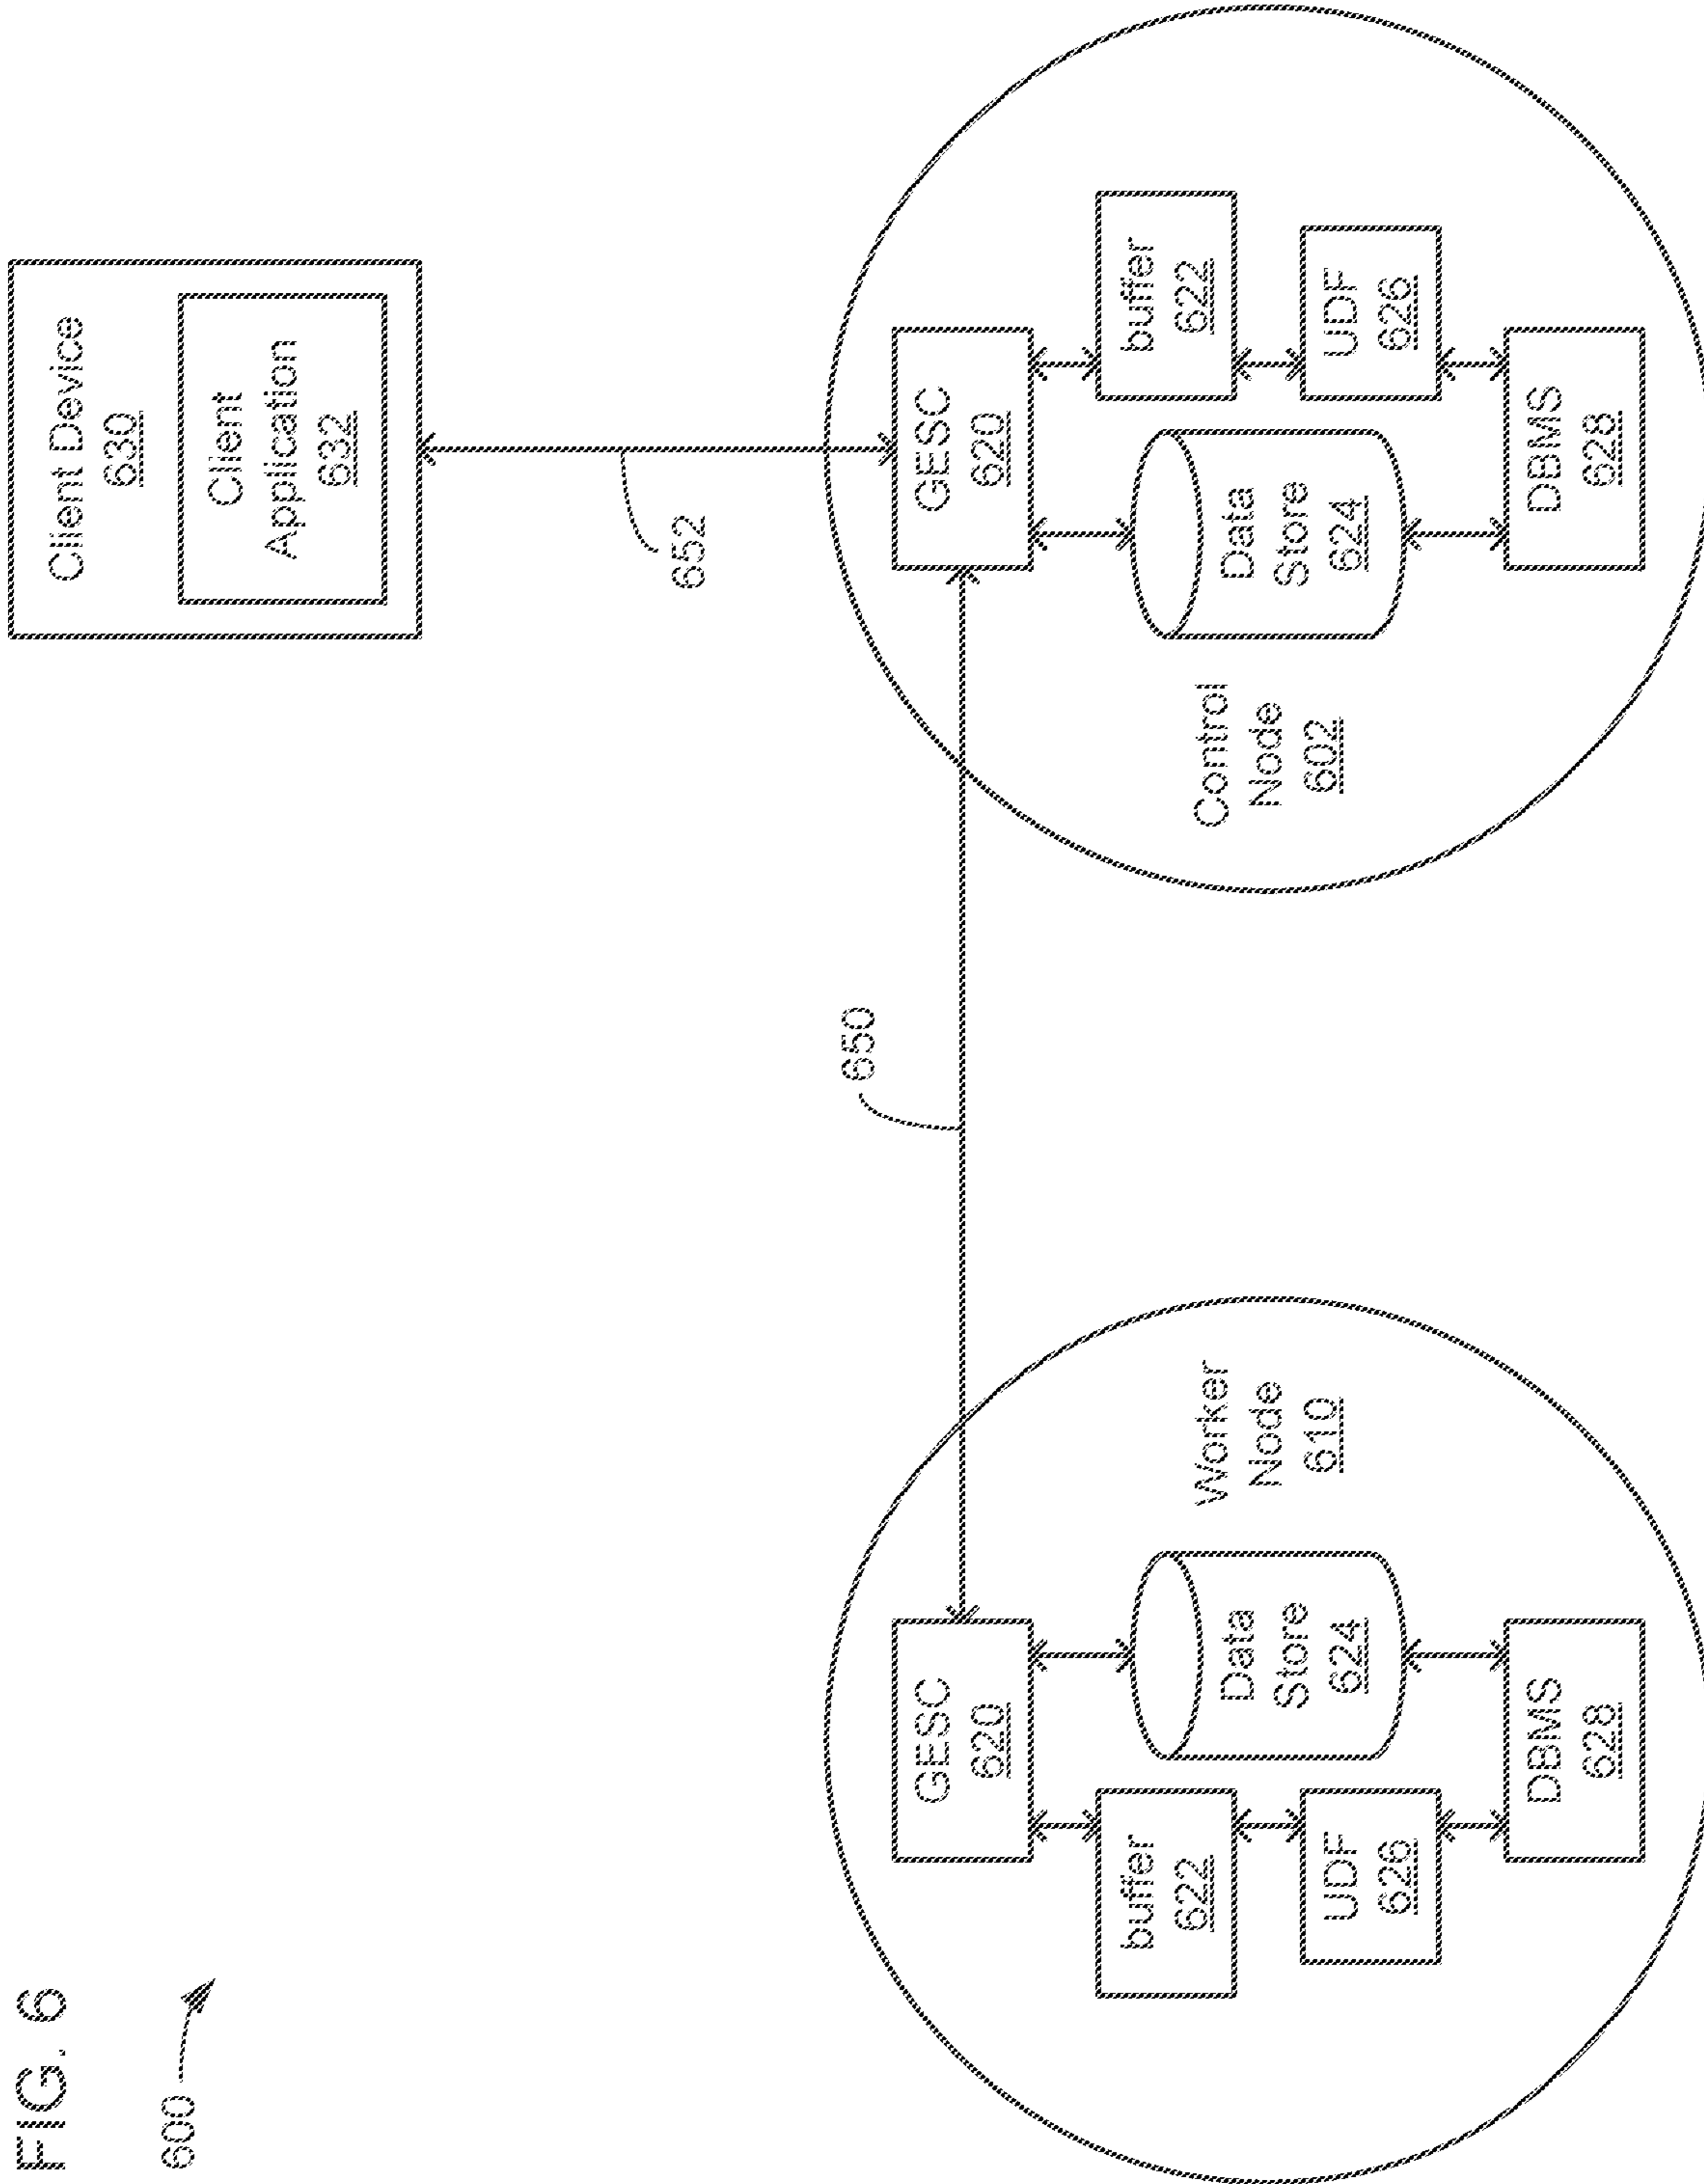 FIG. 6
600
Client Device
630
Client
Application
632
652
650
GESC
620
buffer
622
Data
Store
624
UDF
626
DBMS
628
Worker
Node
610
GESC
620
Data
Store
624
buffer
622
UDF
626
DBMS
628
Control
Node
602